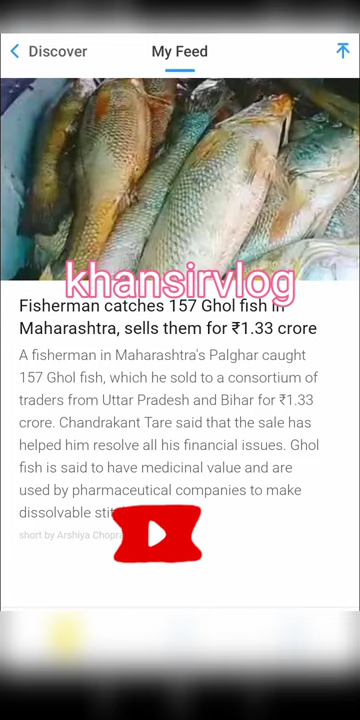 Discover
My Feed
khansirvlog
Fisherman catches 157 Ghol fish in
Maharashtra, sells them for ₹1.33 crore
A fisherman in Maharashtra's Palghar caught
157 Ghol fish, which he sold to a consortium of
traders from Uttar Pradesh and Bihar for ₹1.33
crore. Chandrakant Tare said that the sale has
helped him resolve all his financial issues. Ghol
fish is said to have medicinal value and are
used by pharmaceutical companies to make
dissolvable
short by Arshiya